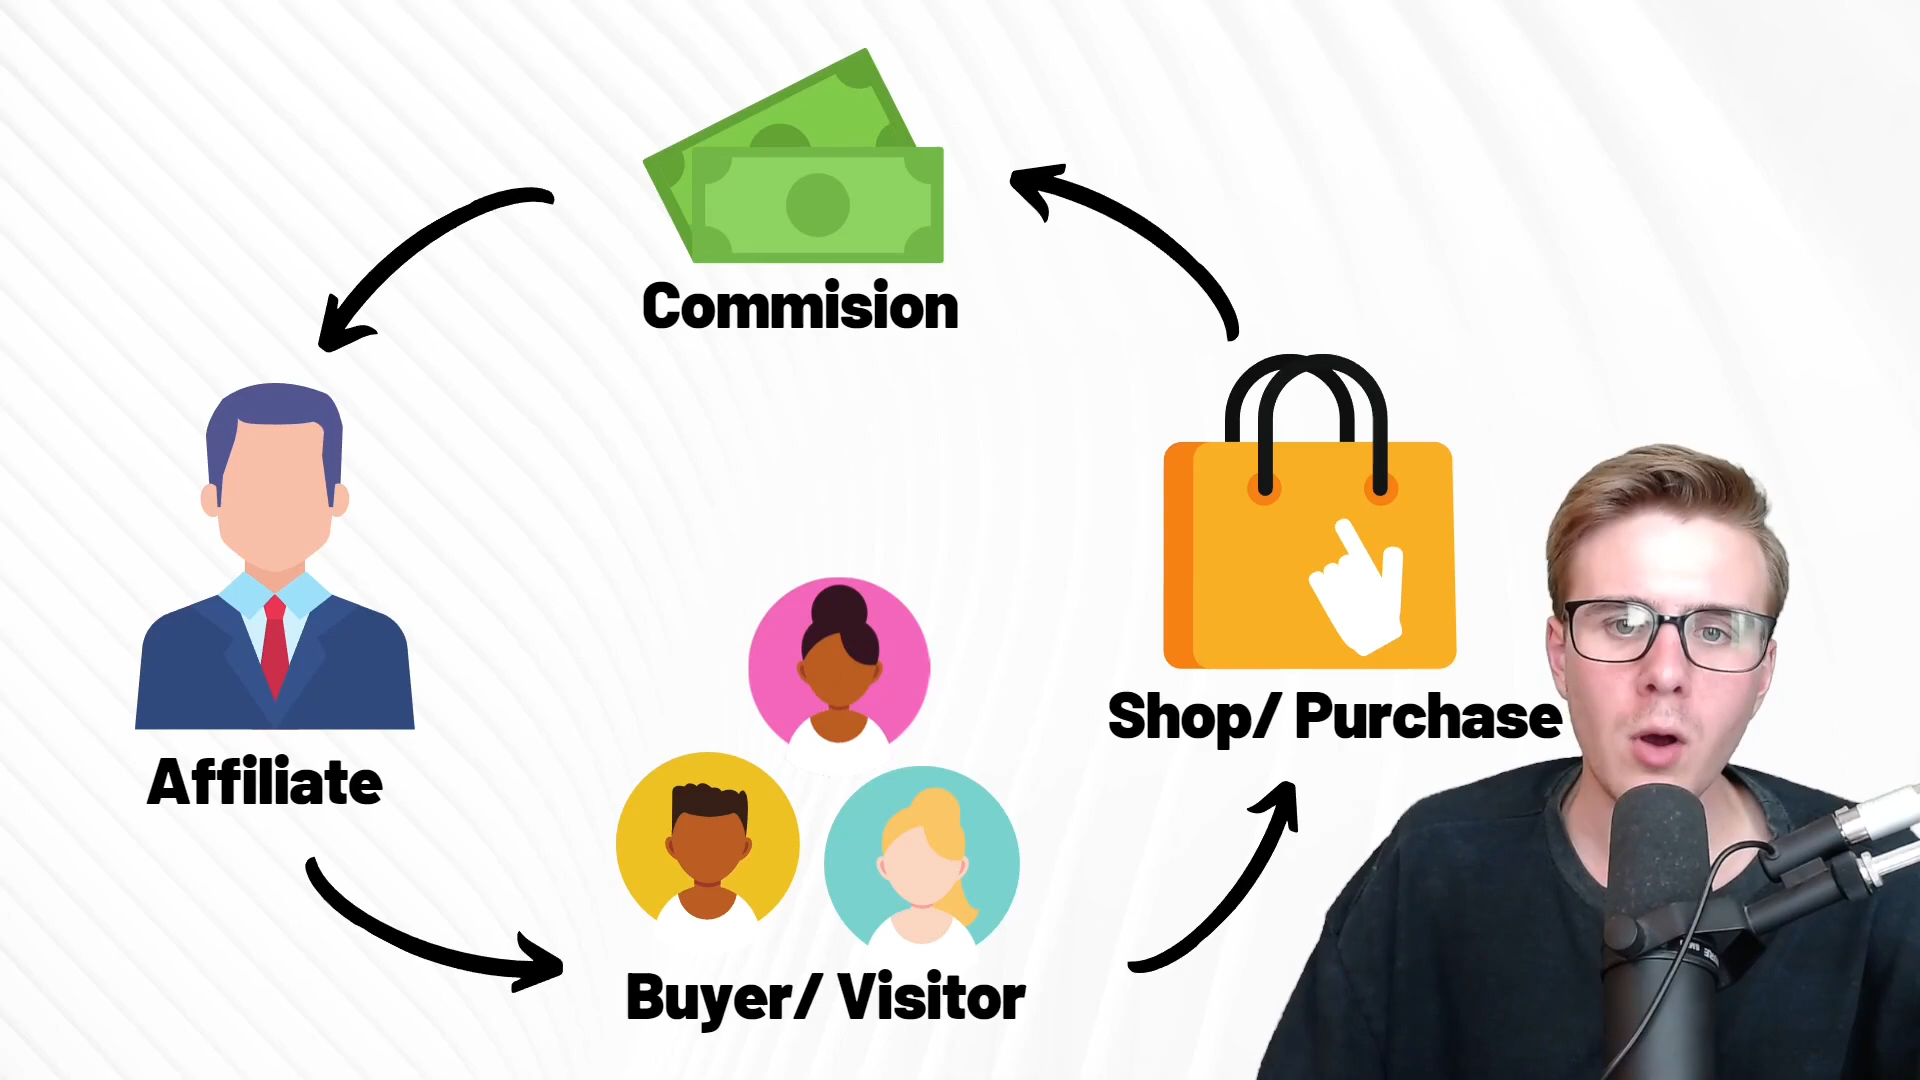 Commision
Shop/ Purchase
Affiliate
Buyer/ Visitor